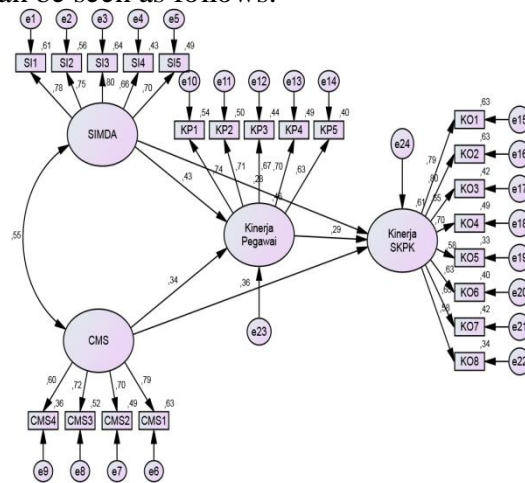 can be seen as follows:
e1 e2 e3 e4 e5
,61 ,56 ,64 ,43 ,49
SI1 SI2 SI3 SI4 SI5
,78 ,75 ,80 ,66 ,70
SIMDA
e10 e11 e12 e13 e14
,54 ,50 ,44 ,49 ,40
KP1 KP2 KP3 KP4 KP5
,74 ,71 ,67 ,70 ,63
,43 ,28
Kinerja
Pegawai
e23
,55
,34 ,36 ,29
CMS
,60 ,72 ,70 ,79
,36 ,52 ,49 ,63
CMS4 CMS3 CMS2 CMS1
e9 e8 e7 e6
e24
,61
Kinerja
SKPK
,79 ,63
KO1 e15
,80 ,63
KO2 e16
,42
KO3 e17
,70 ,49
KO4 e18
,58 ,33
KO5 e19
,63 ,40
KO6 e20
,42
KO7 e21
,58 ,34
KO8 e22